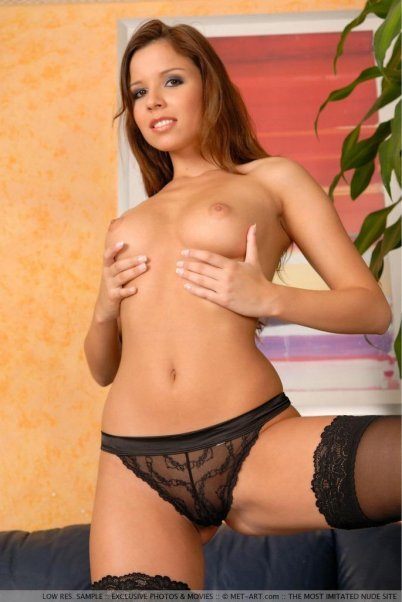 LOW RES. SAMPLE :: EXCLUSIVE PHOTOS & MOVIES :: © MET-ART.COM :: THE MOST IMITATED NUDE SITE